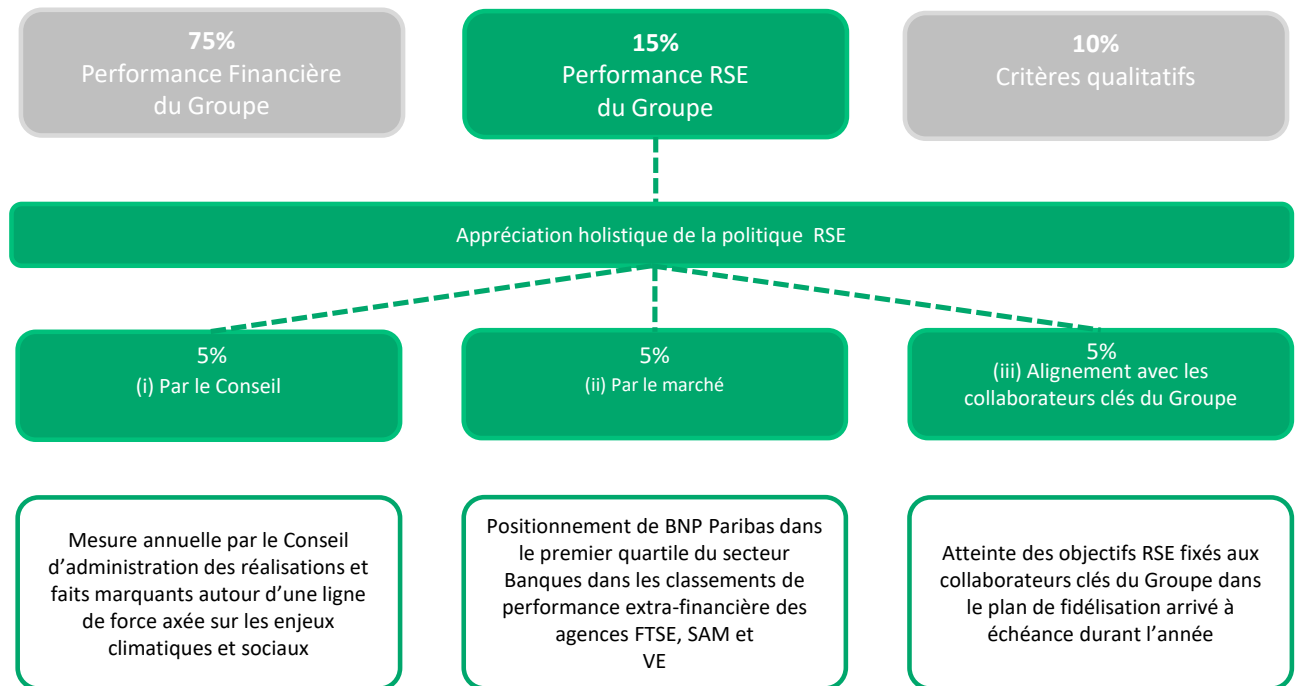 75%
Performance Financière
du Groupe
15%
Performance RSE
du Groupe
10%
Critères qualitatifs
Appréciation holistique de la politique RSE
5%
(i) Par le Conseil
5%
(ii) Par le marché
5%
(iii) Alignement avec les
collaborateurs clés du Groupe
Mesure annuelle par le Conseil
d’administration des réalisations et
faits marquants autour d’une ligne
de force axée sur les enjeux
climatiques et sociaux
Positionnement de BNP Paribas dans
le premier quartile du secteur
Banques dans les classements de
performance extra-financière des
agences FTSE, SAM et
VE
Atteinte des objectifs RSE fixés aux
collaborateurs clés du Groupe dans
le plan de fidélisation arrivé à
échéance durant l’année